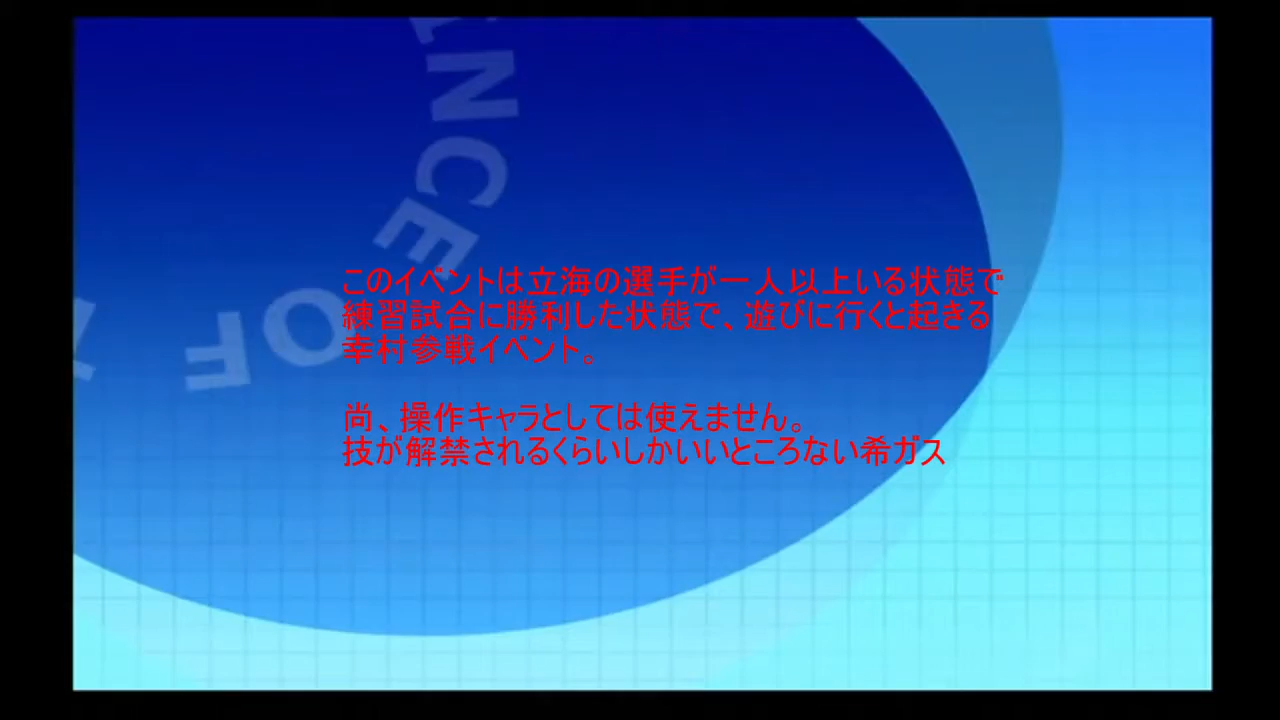 INCE OF
このイベントは立海の選手が一人以上いる状態で
練習試合に勝利した状態で、遊びに行くと起きる
幸村参戦イベント。
尚、操作キャラとしては使えません。
技が解禁されるくらいしかいいところない希ガス